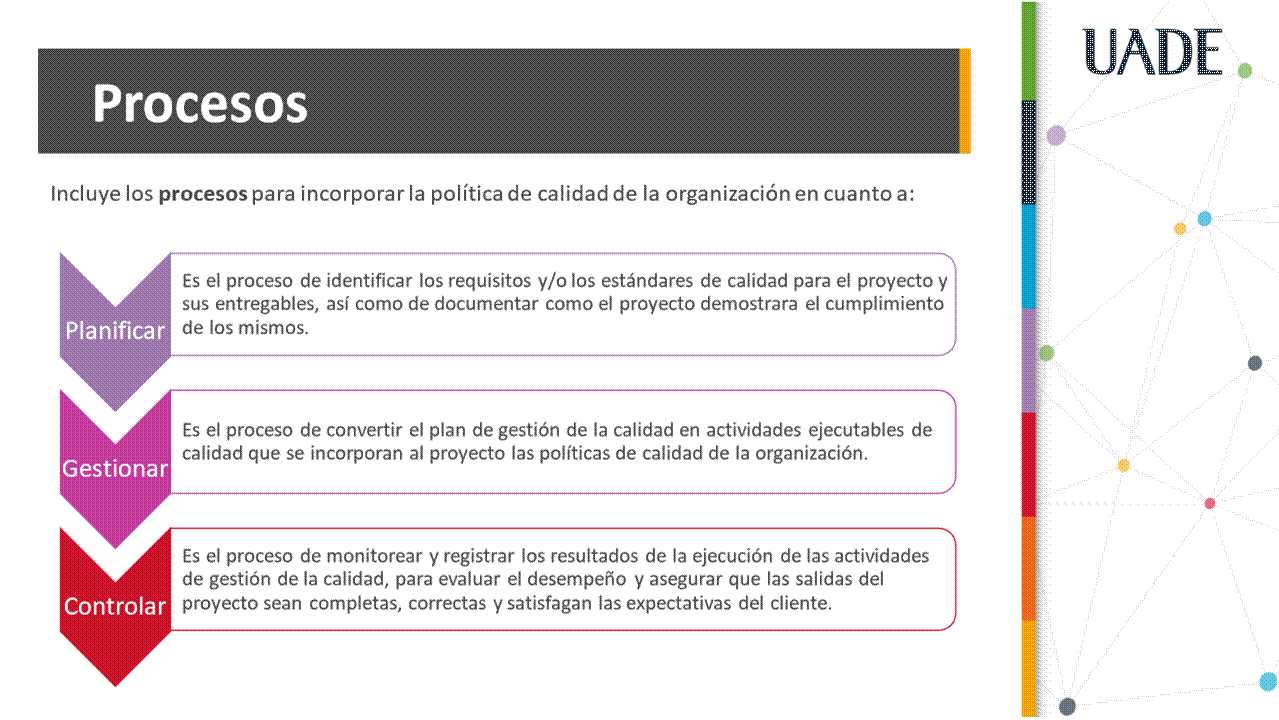 UADE
Procesos
Incluye los procesos para incorporar la política de calidad de la organización en cuanto a:
Planificar
Es el proceso de identificar los requisitos y/o los estándares de calidad para el proyecto y
sus entregables, así como de documentar como el proyecto demostrara el cumplimiento
de los mismos.
Gestionar
Es el proceso de convertir el plan de gestión de la calidad en actividades ejecutables de
calidad que se incorporan al proyecto las políticas de calidad de la organización.
Controlar
Es el proceso de monitorear y registrar los resultados de la ejecución de las actividades
de gestión de la calidad, para evaluar el desempeño y asegurar que las salidas del
proyecto sean completas, correctas y satisfagan las expectativas del cliente.